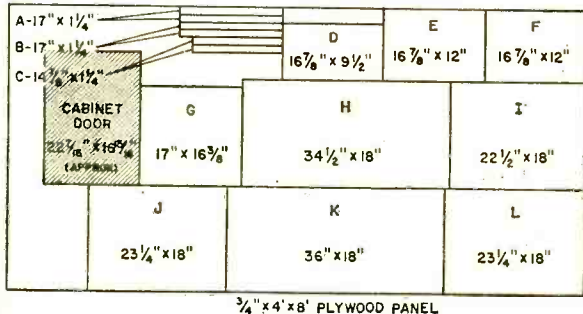 A-17" X 1¼"
B-17" X 1¼"
C-14⅞" X 1¼"
D
16⅞" X 9½"
E
16⅞" X 12"
F
16⅞" X 12"
CABINET
DOOR
(APPROX)
G
17" X 16⅜"
H
34½" X 18"
I
22½" X 18"
J
23¼" X 18"
K
36" X 18"
L
23¼" X 18"
¾" X 4' X 8' PLYWOOD PANEL